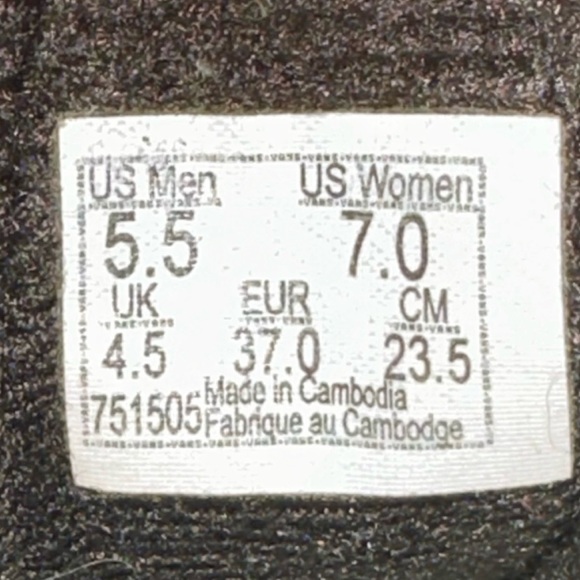 US Men US Women
5.5 7.0
UK EUR CM
4.5 37.0 23.5
751505 Made in Cambodia
Fabrique au Cambodge